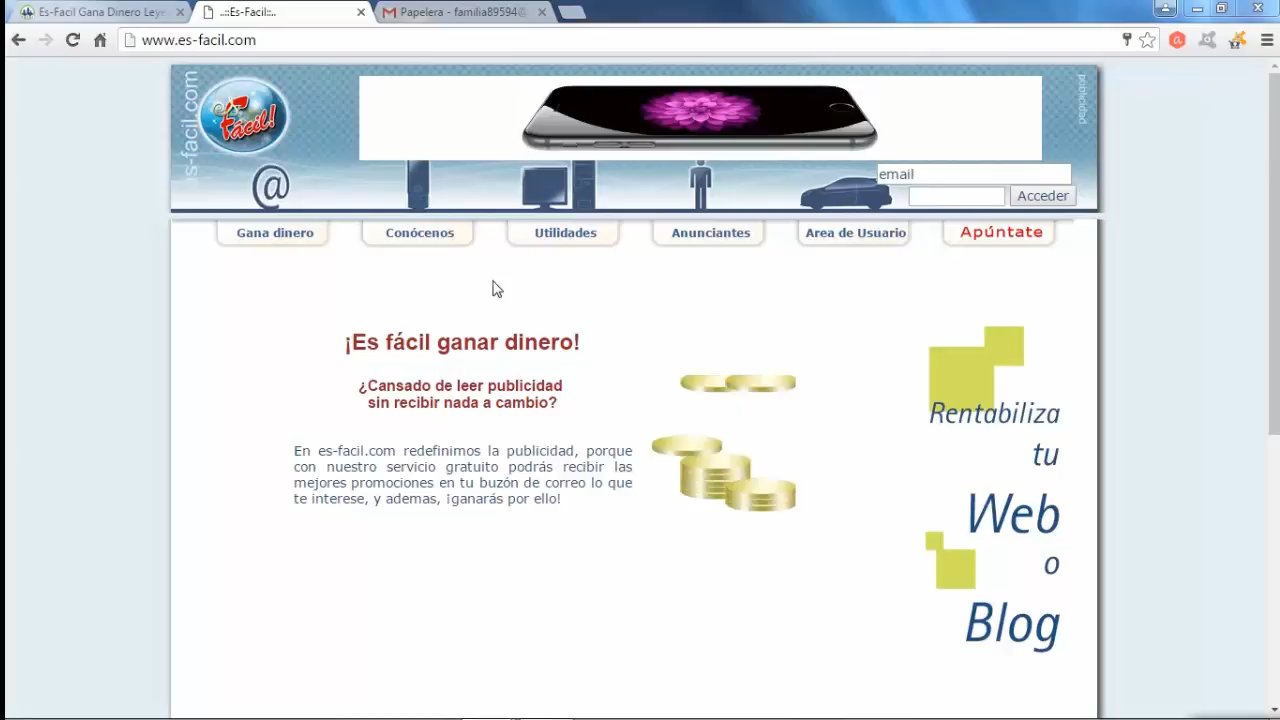 Es-Facil Gana Dinero Leye
..::Es-Facil::..
Papelera - familia89594@
www.es-facil.com
s-facil.com
Fácil!
publicidad
@
email
Acceder
Gana dinero
Conócenos
Utilidades
Anunciantes
Area de Usuario
Apúntate
¡Es fácil ganar dinero!
¿Cansado de leer publicidad
sin recibir nada a cambio?
En es-facil.com redefinimos la publicidad, porque
con nuestro servicio gratuito podrás recibir las
mejores promociones en tu buzón de correo lo que
te interese, y ademas, ¡ganarás por ello!
Rentabiliza
tu
Web
o
Blog